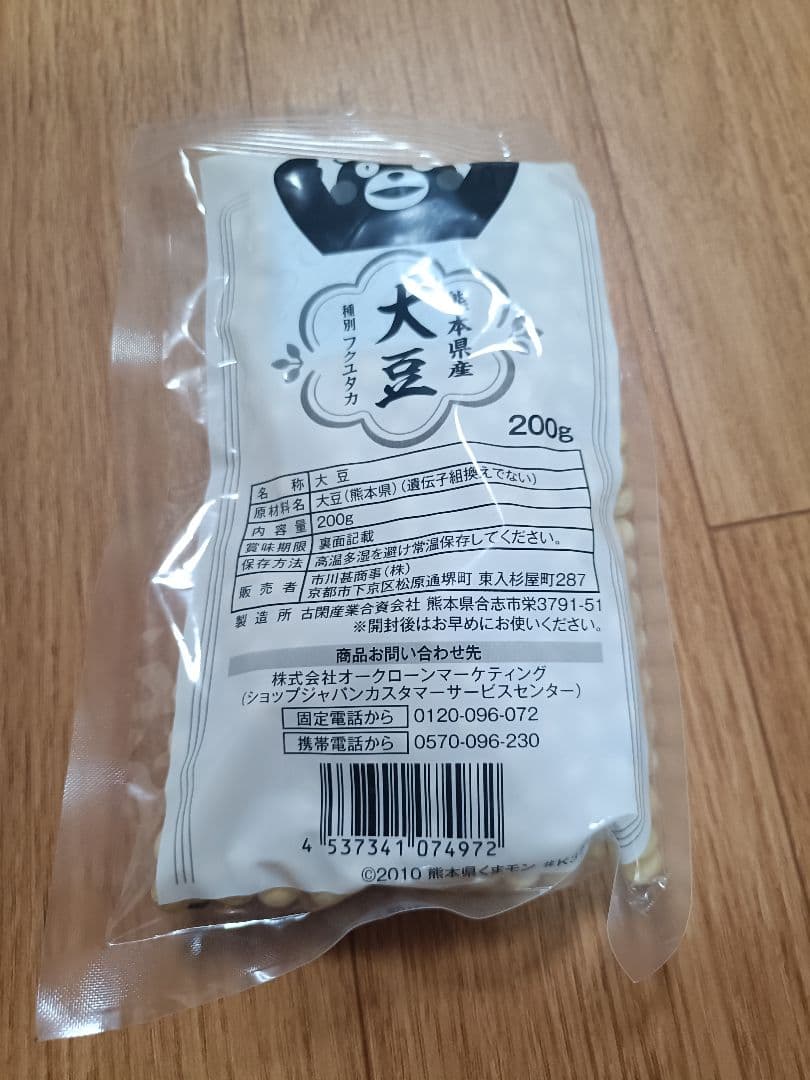 熊本県産
大豆
種別 フクユタカ
200g
名称 大豆
原材料名 大豆(熊本県)(遺伝子組換えでない)
内容量 200g
賞味期限 裏面記載
保存方法 高温多湿を避け常温保存してください。
販売者 市川甚商事(株)
京都市下京区松原通堺町 東入杉屋町287
製造所 古閑産業合資会社 熊本県合志市栄3791-51
※開封後はお早めにお使いください。
商品お問い合わせ先
株式会社オークローンマーケティング
(ショップジャパンカスタマーサービスセンター)
固定電話から 0120-096-072
携帯電話から 0570-096-230
4 537341 074972
©2010 熊本県くまモン